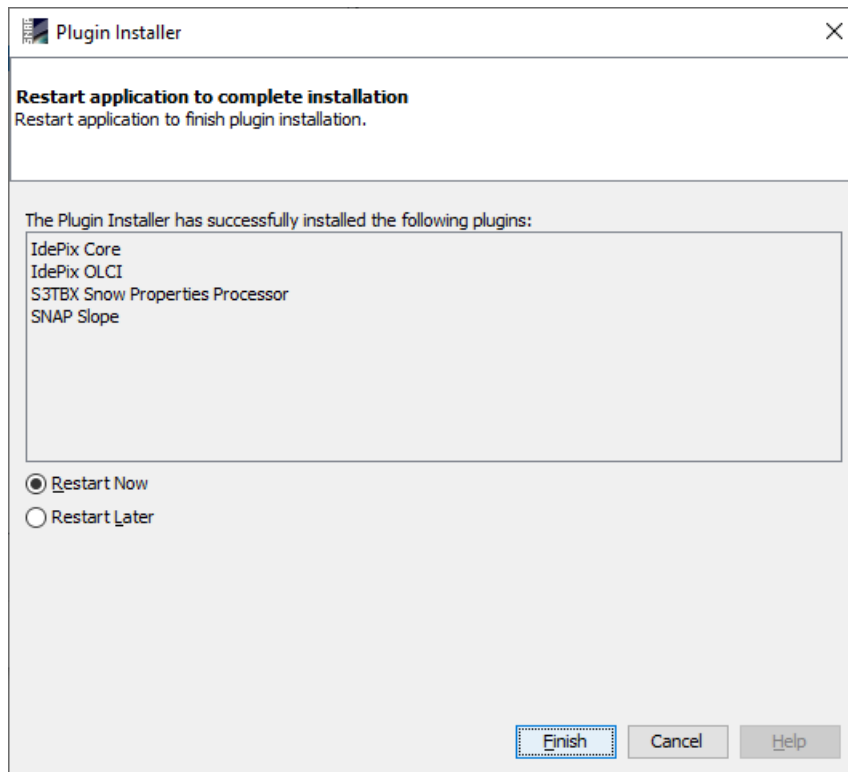 Plugin Installer
Restart application to complete installation
Restart application to finish plugin installation.
The Plugin Installer has successfully installed the following plugins:
IdePix Core
IdePix OLCI
S3TBX Snow Properties Processor
SNAP Slope
Restart Now
Restart Later
Finish Cancel Help